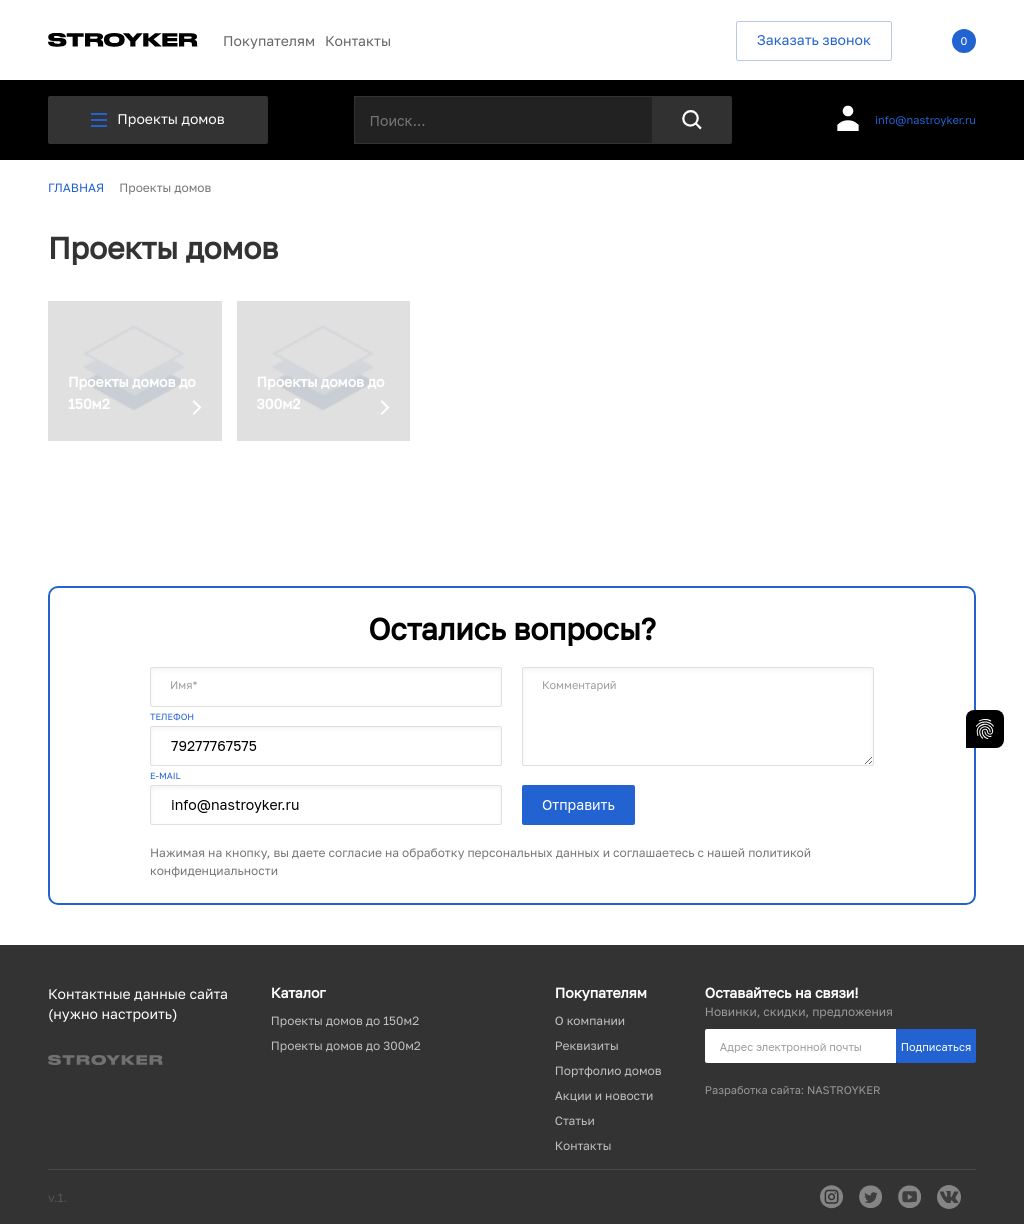 STROYKER
Покупателям Контакты
Заказать звонок
0
Проекты домов
Поиск...
info@nastroyker.ru
ГЛАВНАЯ Проекты домов
Проекты домов
Проекты домов до
150м2
Проекты домов до
300м2
Остались вопросы?
Имя*
Комментарий
ТЕЛЕФОН
79277767575
E-MAIL
info@nastroyker.ru
Отправить
Нажимая на кнопку, вы даете согласие на обработку персональных данных и соглашаетесь с нашей политикой
конфиденциальности
Контактные данные сайта
(нужно настроить)
STROYKER
Каталог
Проекты домов до 150м2
Проекты домов до 300м2
Покупателям
О компании
Реквизиты
Портфолио домов
Акции и новости
Статьи
Контакты
Оставайтесь на связи!
Новинки, скидки, предложения
Адрес электронной почты
Подписаться
Разработка сайта: NASTROYKER
v.1.